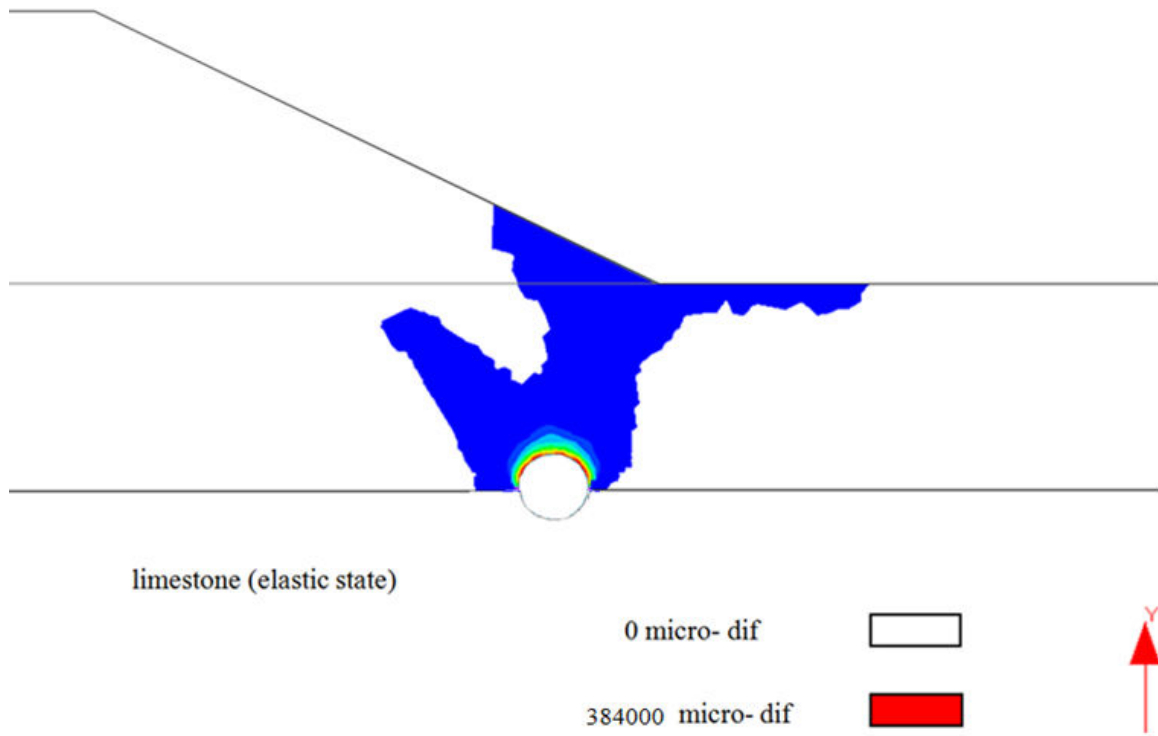 limestone (elastic state)
0 micro- dif
384000 micro- dif
Y